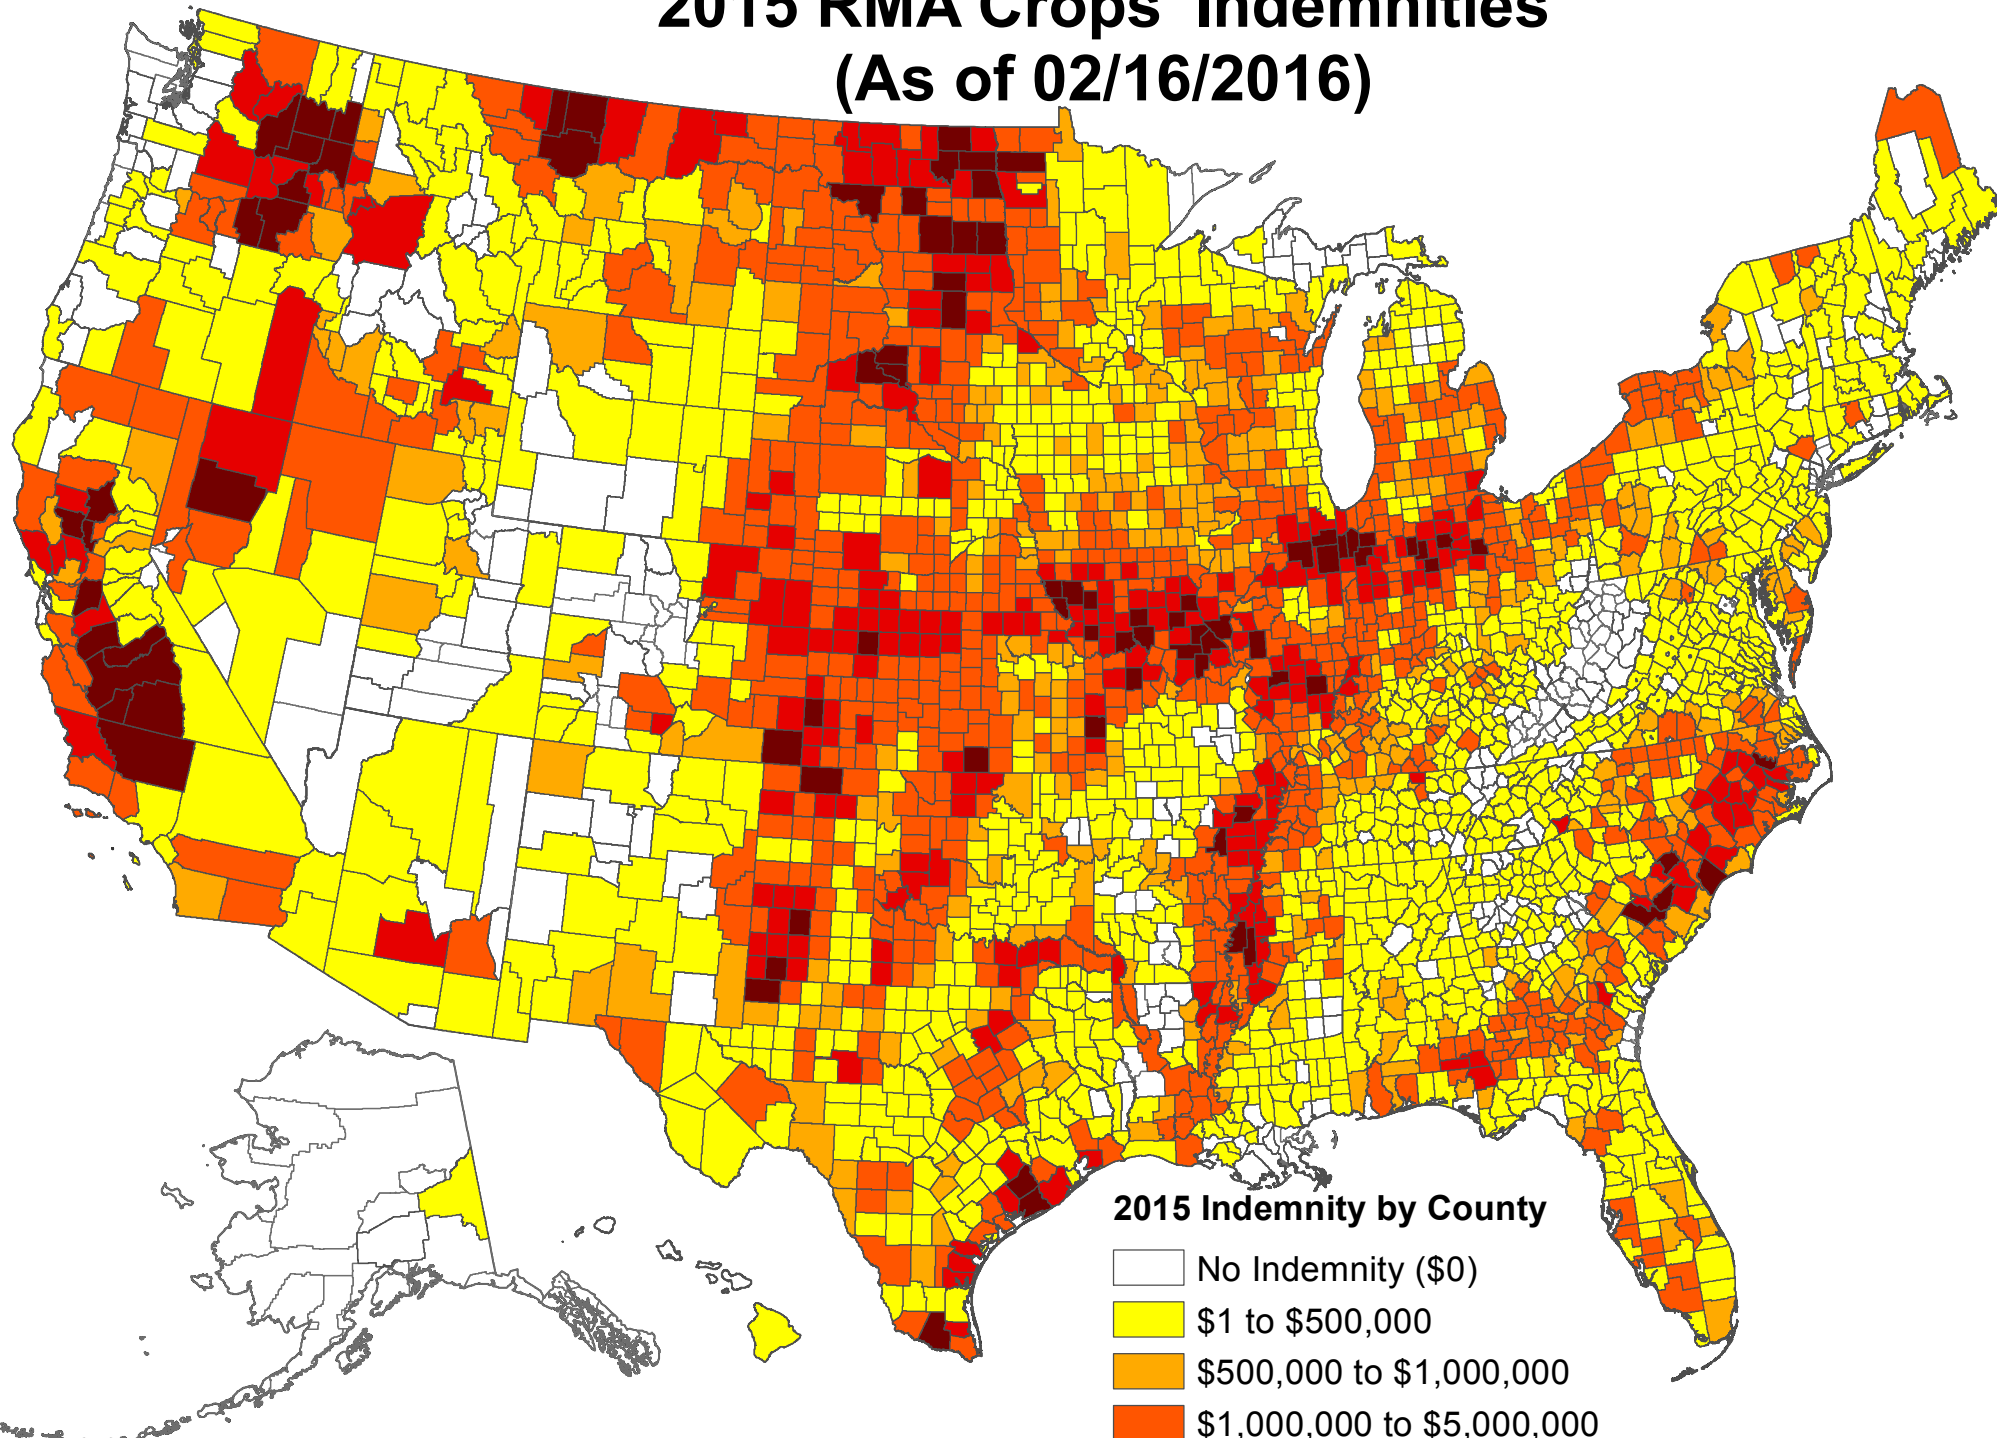 2015 RMA Crops' Indemnities
(As of 02/16/2016)
2015 Indemnity by County
No Indemnity ($0)
$1 to $500,000
$500,000 to $1,000,000
$1,000,000 to $5,000,000